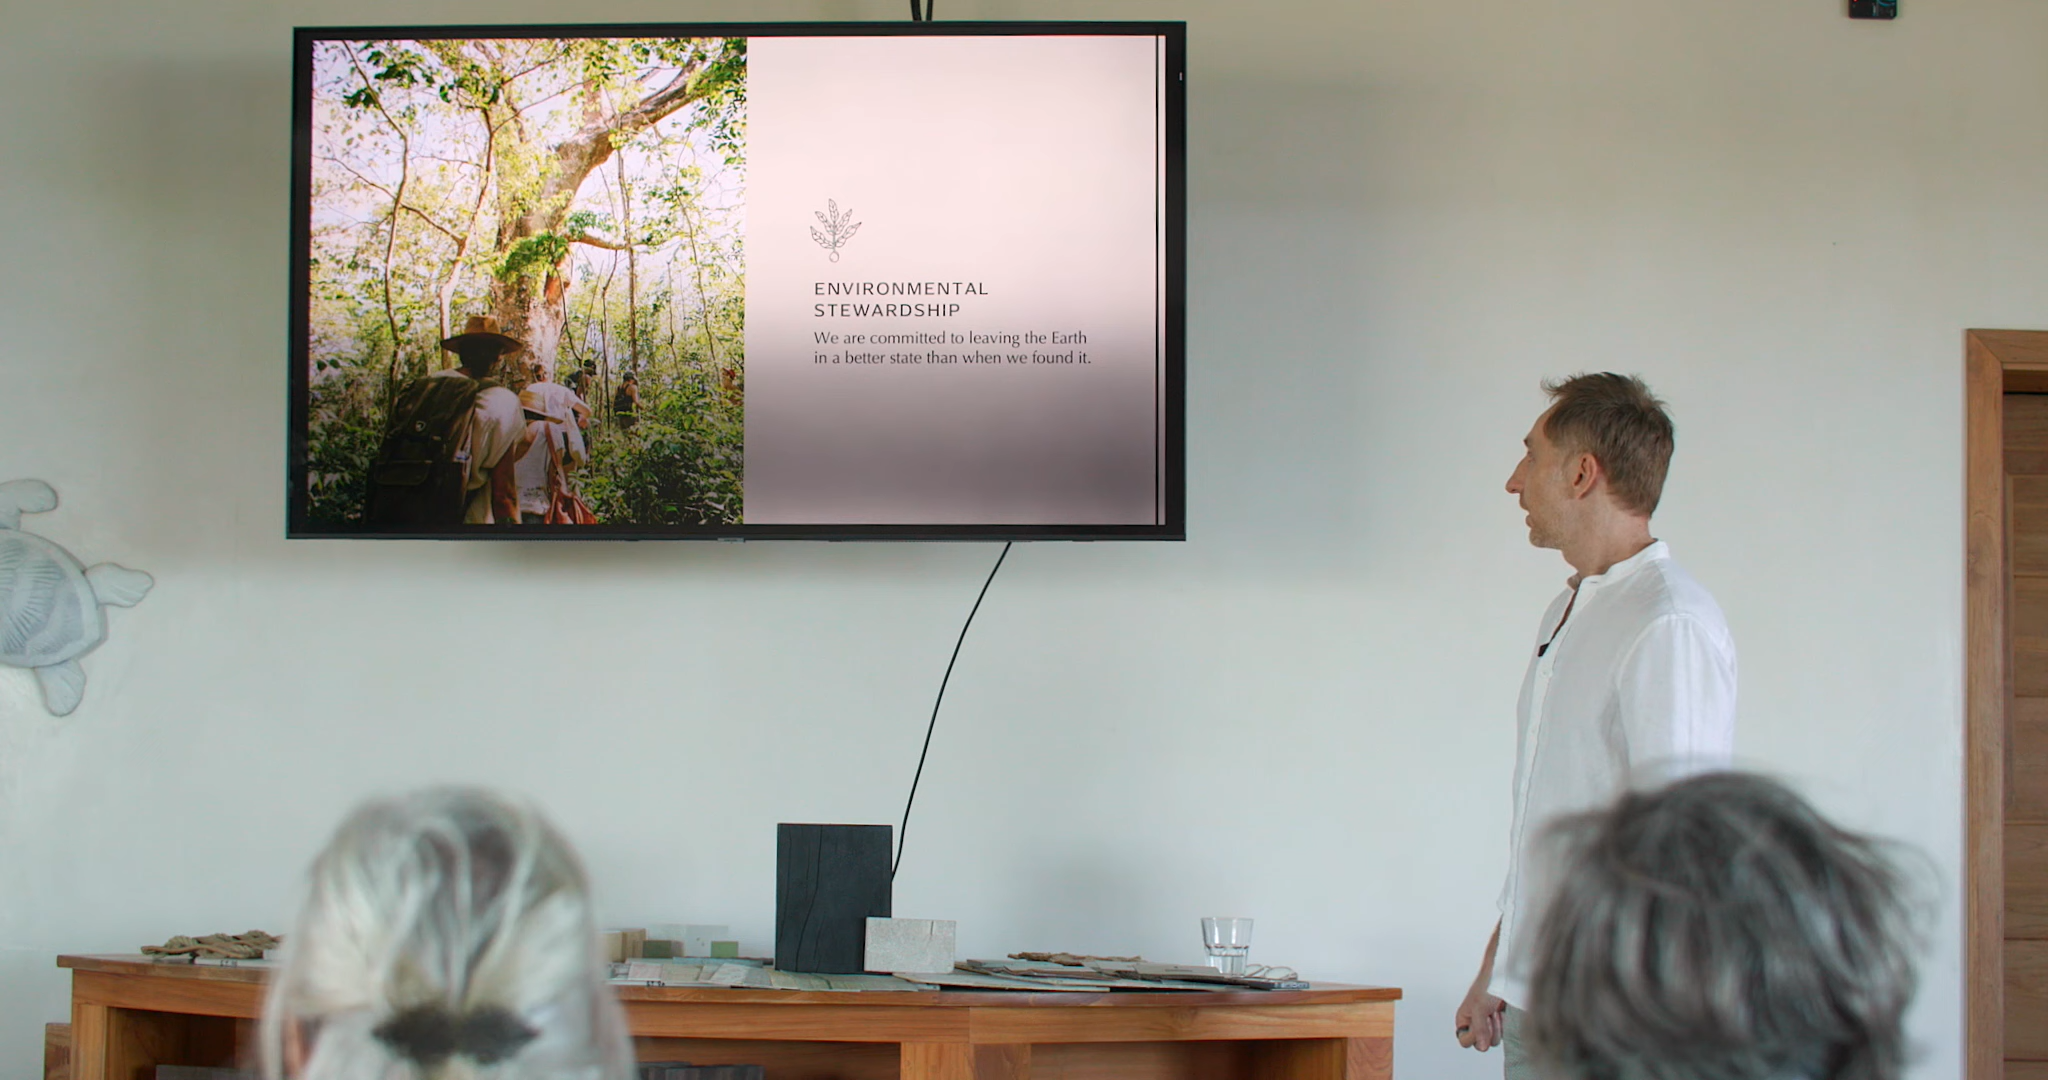 ENVIRONMENTAL
STEWARDSHIP
We are committed to leaving the Earth
in a better state than when we found it.